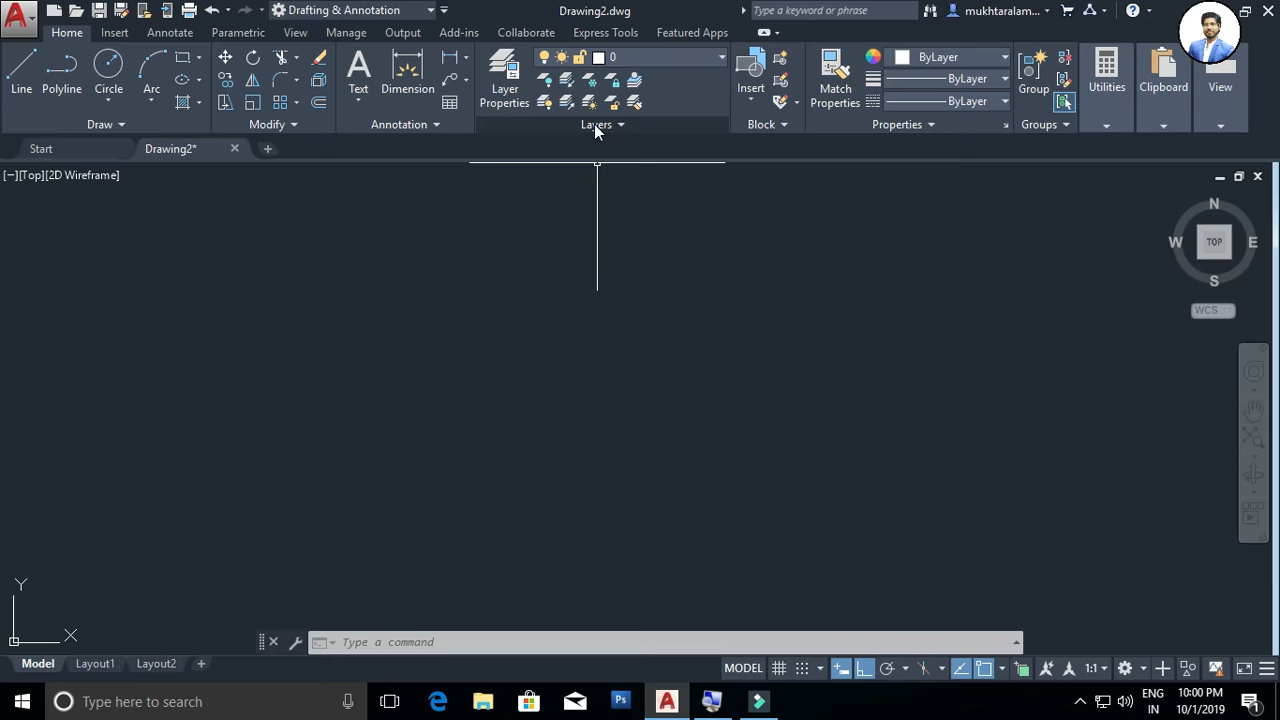 Drafting & Annotation
Drawing2.dwg
Type a keyword or phrase
mukhtaralam...
Home
Insert
Annotate
Parametric
View
Manage
Output
Add-ins
Collaborate
Express Tools
Featured Apps
Line
Polyline
Circle
Arc
Draw
Modify
Text
Dimension
Annotation
Layer
Properties
0
Layers
Insert
Block
Match
Properties
ByLayer
ByLayer
ByLayer
Properties
Group
Groups
Utilities
Clipboard
View
Start
Drawing2*
[−][Top][2D Wireframe]
N
W
TOP
E
S
WCS
Y
X
Type a command
Model
Layout1
Layout2
MODEL
1:1
Type here to search
Ps
ENG
IN
10:00 PM
10/1/2019
1